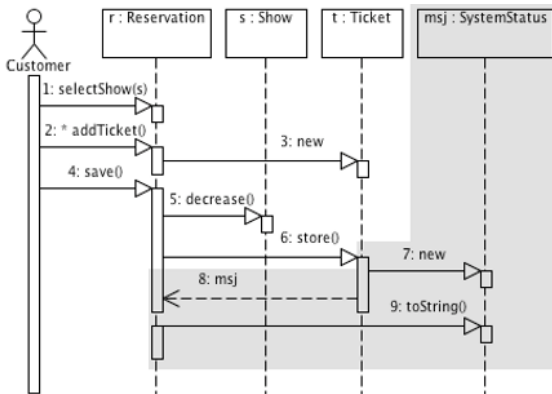 r : Reservation
s : Show
t : Ticket
msj : SystemStatus
Customer
1: selectShow(s)
2: * addTicket()
3: new
4: save()
5: decrease()
6: store()
7: new
8: msj
9: toString()